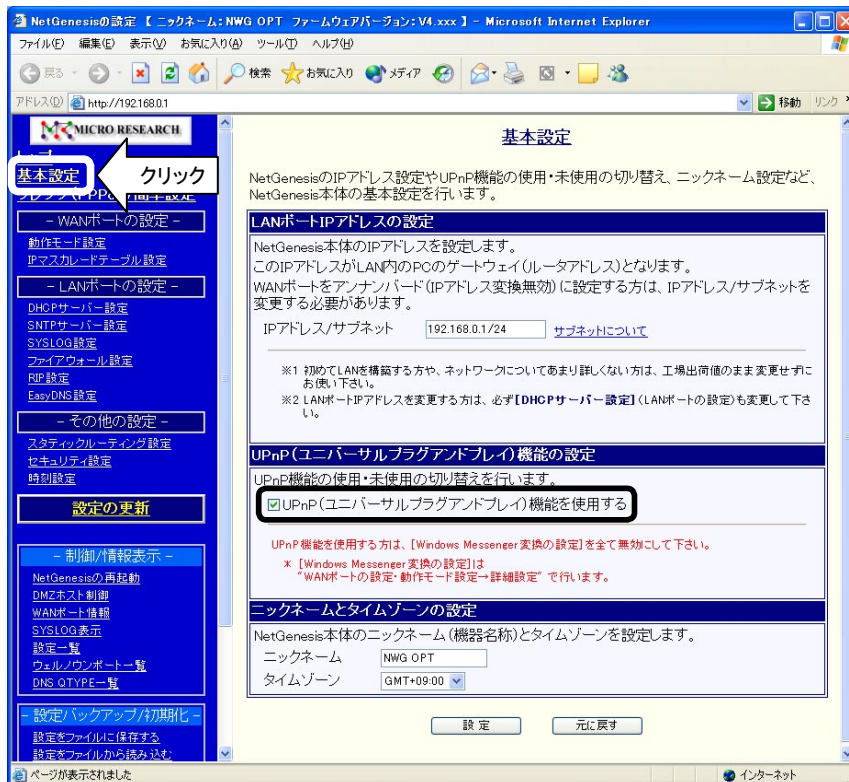 NetGenesisの設定 【 ニックネーム：NWG OPT ファームウェアバージョン：V4.xxx 】 - Microsoft Internet Explorer
ファイル(F) 編集(E) 表示(V) お気に入り(A) ツール(T) ヘルプ(H)
戻る 検索 お気に入り メディア
アドレス(D) http://192.168.0.1 移動 リンク
MICRO RESEARCH
基本設定
クリック
－WANポートの設定－
動作モード設定
IPマスカレードテーブル設定
－LANポートの設定－
DHCPサーバー設定
SNTPサーバー設定
SYSLOG設定
ファイアウォール設定
RIP設定
EasyDNS設定
－その他の設定－
スタティックルーティング設定
セキュリティ設定
時刻設定
設定の更新
－制御/情報表示－
NetGenesisの再起動
DMZホスト制御
WANポート情報
SYSLOG表示
設定一覧
ウェルノウンポート一覧
DNS QTYPE一覧
－設定バックアップ/初期化－
設定をファイルに保存する
設定をファイルから読み込む
基本設定
NetGenesisのIPアドレス設定やUPnP機能の使用・未使用の切り替え、ニックネーム設定など、
NetGenesis本体の基本設定を行います。
LANポートIPアドレスの設定
NetGenesis本体のIPアドレスを設定します。
このIPアドレスがLAN内のPCのゲートウェイ(ルータアドレス)となります。
WANポートをアンナンバード(IPアドレス変換無効)に設定する方は、IPアドレス/サブネットを
変更する必要があります。
IPアドレス/サブネット 192.168.0.1/24 サブネットについて
※1 初めてLANを構築する方や、ネットワークについてあまり詳しくない方は、工場出荷値のまま変更せずに
お使い下さい。
※2 LANポートIPアドレスを変更する方は、必ず[DHCPサーバー設定](LANポートの設定)も変更して下さ
い。
UPnP(ユニバーサルプラグアンドプレイ)機能の設定
UPnP機能の使用・未使用の切り替えを行います。
UPnP(ユニバーサルプラグアンドプレイ)機能を使用する
UPnP機能を使用する方は、[Windows Messenger変換の設定]を全て無効にして下さい。
* [Windows Messenger変換の設定]は
"WANポートの設定・動作モード設定→詳細設定" で行います。
ニックネームとタイムゾーンの設定
NetGenesis本体のニックネーム(機器名称)とタイムゾーンを設定します。
ニックネーム NWG OPT
タイムゾーン GMT+09:00
設 定 元に戻す
ページが表示されました インターネット